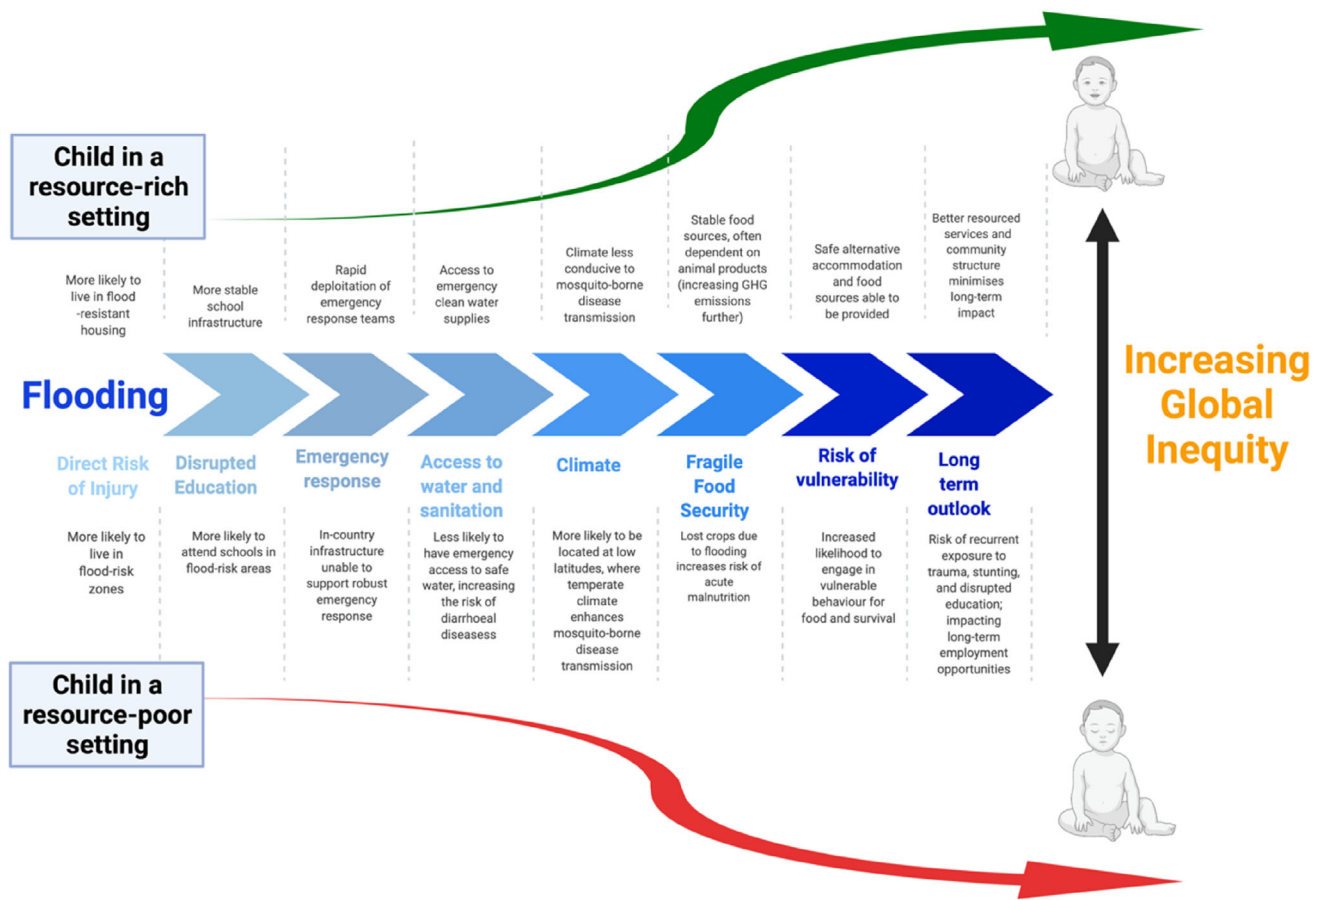 Child in a
resource-rich
setting
More likely to
live in flood
-resistant
housing
More stable
school
infrastructure
Rapid
deploitation of
emergency
response teams
Access to
emergency
clean water
supplies
Climate less
conducive to
mosquito-borne
disease
transmission
Stable food
sources, often
dependent on
animal products
(increasing GHG
emissions
further)
Safe alternative
accommodation
and food
sources able to
be provided
Better resourced
services and
community
structure
minimises
long-term
impact
Flooding
Increasing
Global
Inequity
Direct Risk
of Injury
Disrupted
Education
Emergency
response
Access to
water and
sanitation
Climate
Fragile
Food
Security
Risk of
vulnerability
Long
term
outlook
More likely to
live in
flood-risk
zones
More likely to
attend schools in
flood-risk areas
In-country
infrastructure
unable to
support robust
emergency
response
Less likely to
have emergency
access to safe
water, increasing
the risk of
diarrhoeal
diseasess
More likely to be
located at low
latitudes, where
temperate
climate
enhances
mosquito-borne
disease
transmission
Lost crops due
to flooding
increases risk of
acute
malnutrition
Increased
likelihood to
engage in
vulnerable
behaviour for
food and survival
Risk of recurrent
exposure to
trauma, stunting,
and disrupted
education;
impacting
long-term
employment
opportunities
Child in a
resource-poor
setting